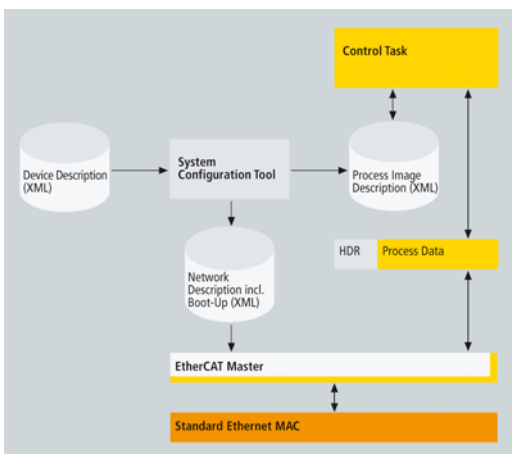 Control Task
Device Description
(XML)
System
Configuration Tool
Process Image
Description (XML)
HDR
Process Data
Network
Description incl.
Boot-Up (XML)
EtherCAT Master
Standard Ethernet MAC